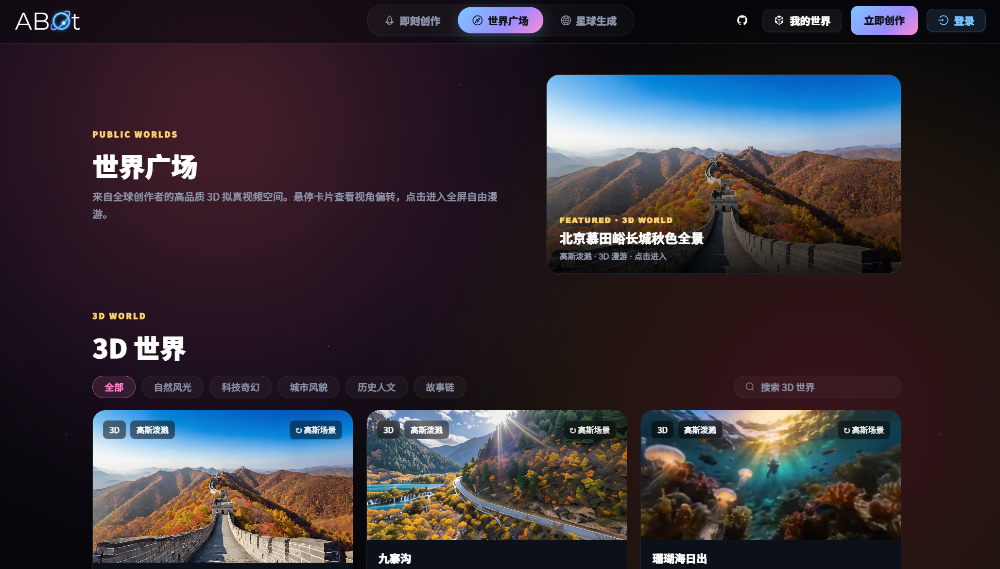 ABot
即刻创作
世界广场
星球生成
我的世界
立即创作
登录
PUBLIC WORLDS
世界广场
来自全球创作者的高品质 3D 拟真视频空间。悬停卡片查看视角偏转，点击进入全屏自由漫
游。
FEATURED · 3D WORLD
北京慕田峪长城秋色全景
高斯泼溅 · 3D 漫游 · 点击进入
3D WORLD
3D 世界
全部
自然风光
科技奇幻
城市风貌
历史人文
故事链
搜索 3D 世界
3D
高斯泼溅
↻ 高斯场景
3D
高斯泼溅
↻ 高斯场景
3D
高斯泼溅
↻ 高斯场景
九寨沟
珊瑚海日出